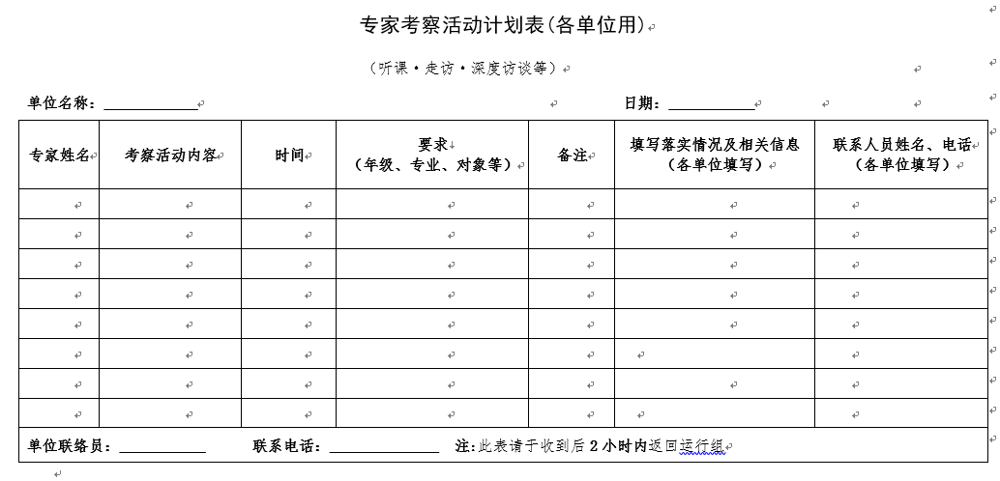 专家考察活动计划表(各单位用)
（听课·走访·深度访谈等）
单位名称：____________ 日期：___________
专家姓名 考察活动内容 时间 要求 备注 填写落实情况及相关信息 联系人员姓名、电话
（年级、专业、对象等） （各单位填写） （各单位填写）
单位联络员：___________ 联系电话：______________ 注:此表请于收到后2小时内返回运行组